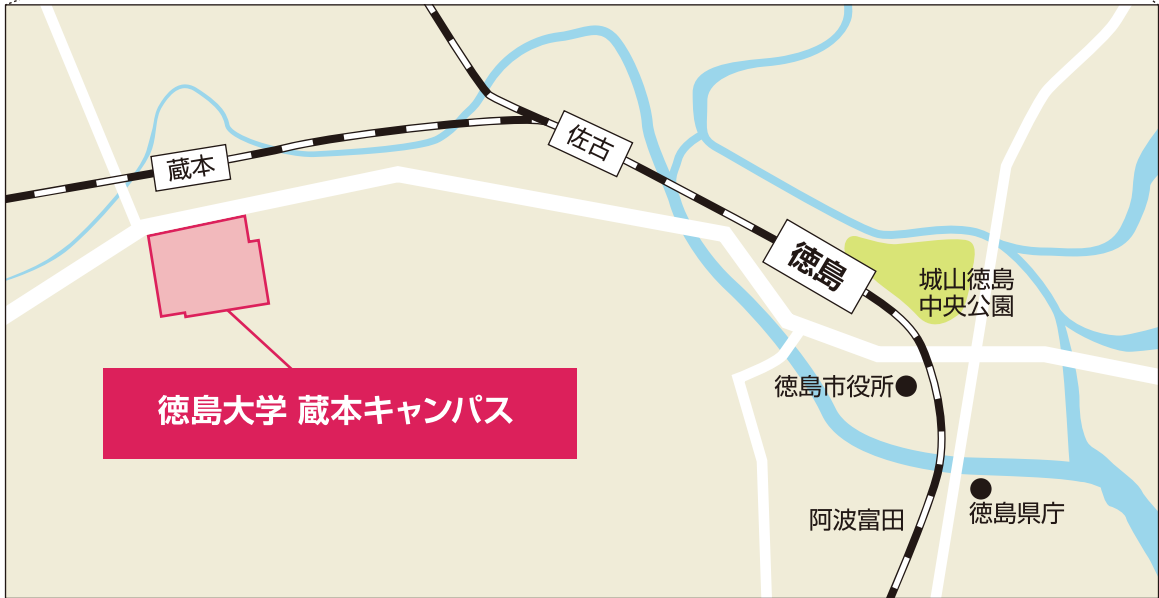 佐古
蔵本
徳島
城山徳島
中央公園
徳島市役所
徳島大学 蔵本キャンパス
徳島県庁
阿波富田